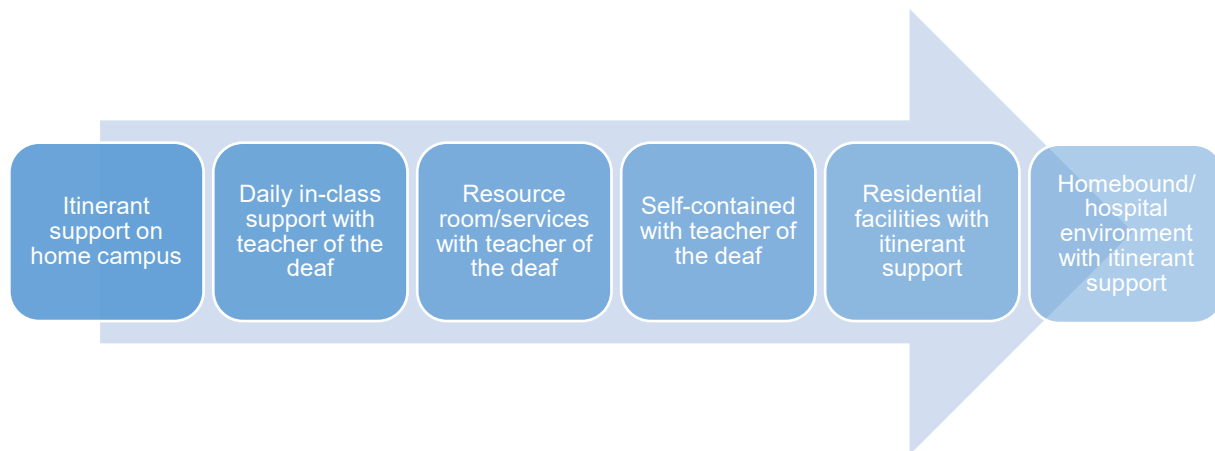 Itinerant
support on
home campus
Daily in-class
support with
teacher of the
deaf
Resource
room/services
with teacher of
the deaf
Self-contained
with teacher of
the deaf
Residential
facilities with
itinerant
support
Homebound/
hospital
environment
with itinerant
support